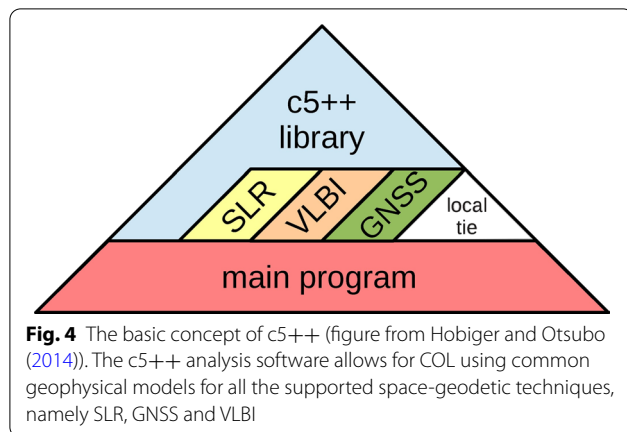 c5++
library
SLR
VLBI
GNSS
local
tie
main program
Fig. 4 The basic concept of c5++ (figure from Hobiger and Otsubo
(2014)). The c5++ analysis software allows for COL using common
geophysical models for all the supported space-geodetic techniques,
namely SLR, GNSS and VLBI